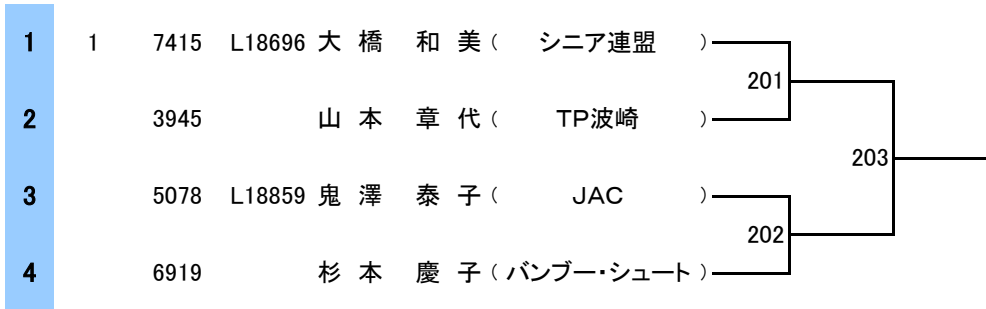 1 1 7415 L18696 大橋 和美 ( シニア連盟 )
201
2 3945 山本 章代 ( TP波崎 )
203
3 5078 L18859 鬼澤 泰子 ( JAC )
202
4 6919 杉本 慶子 ( バンブー・シュート )